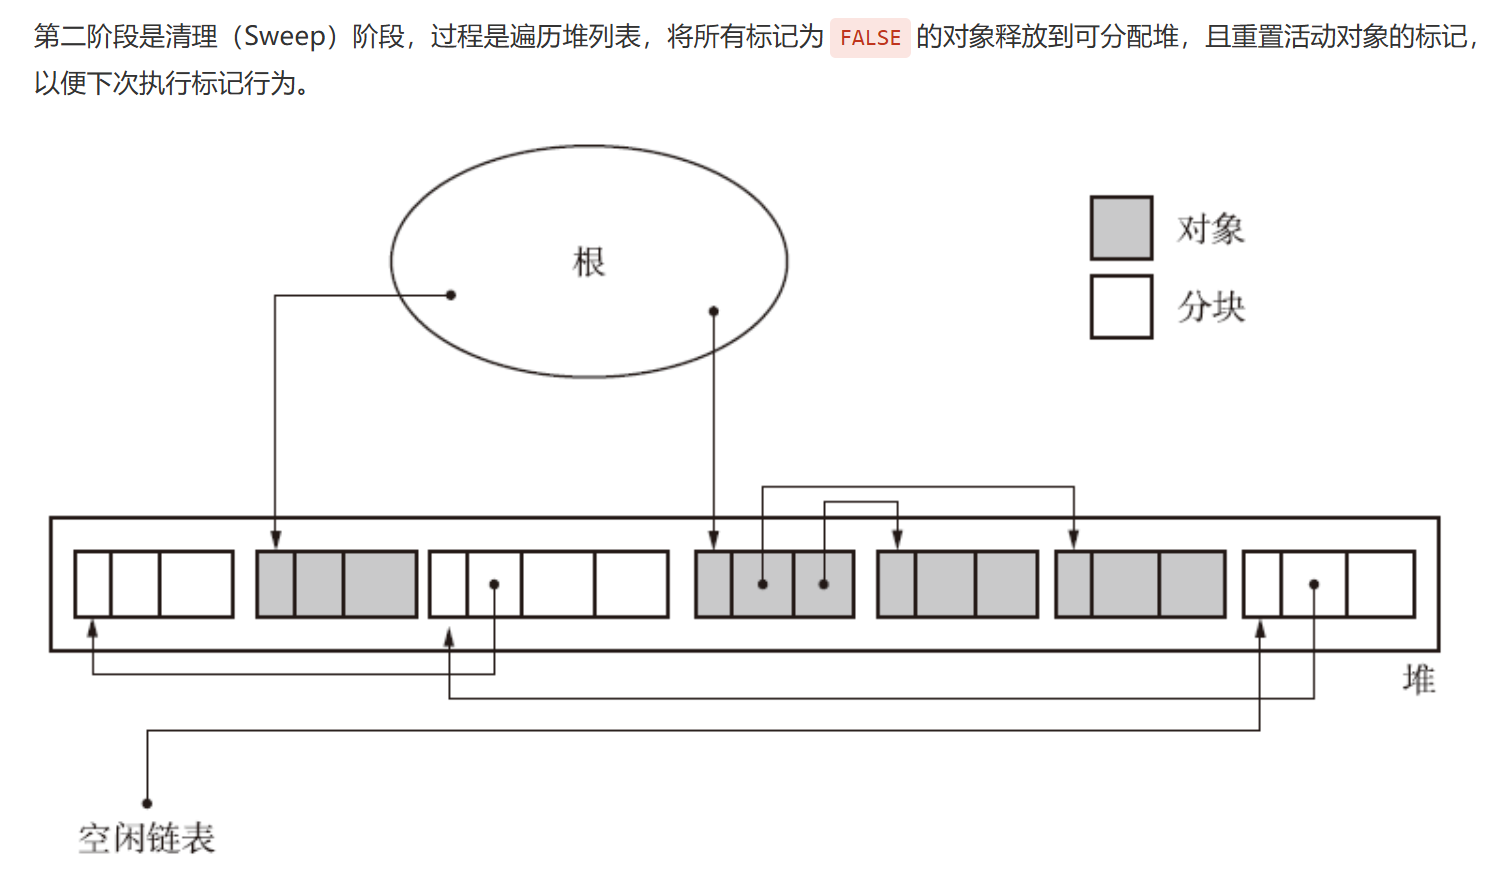 第二阶段是清理（Sweep）阶段，过程是遍历堆列表，将所有标记为 FALSE 的对象释放到可分配堆，且重置活动对象的标记，
以便下次执行标记行为。
根
对象
分块
堆
空闲链表